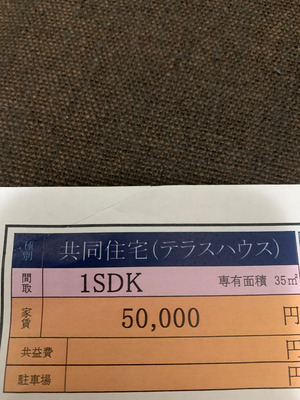 種別 共同住宅(テラスハウス)
間取 1SDK 専有面積 35㎡
家賃 50,000 円
共益費 円
駐車場 円